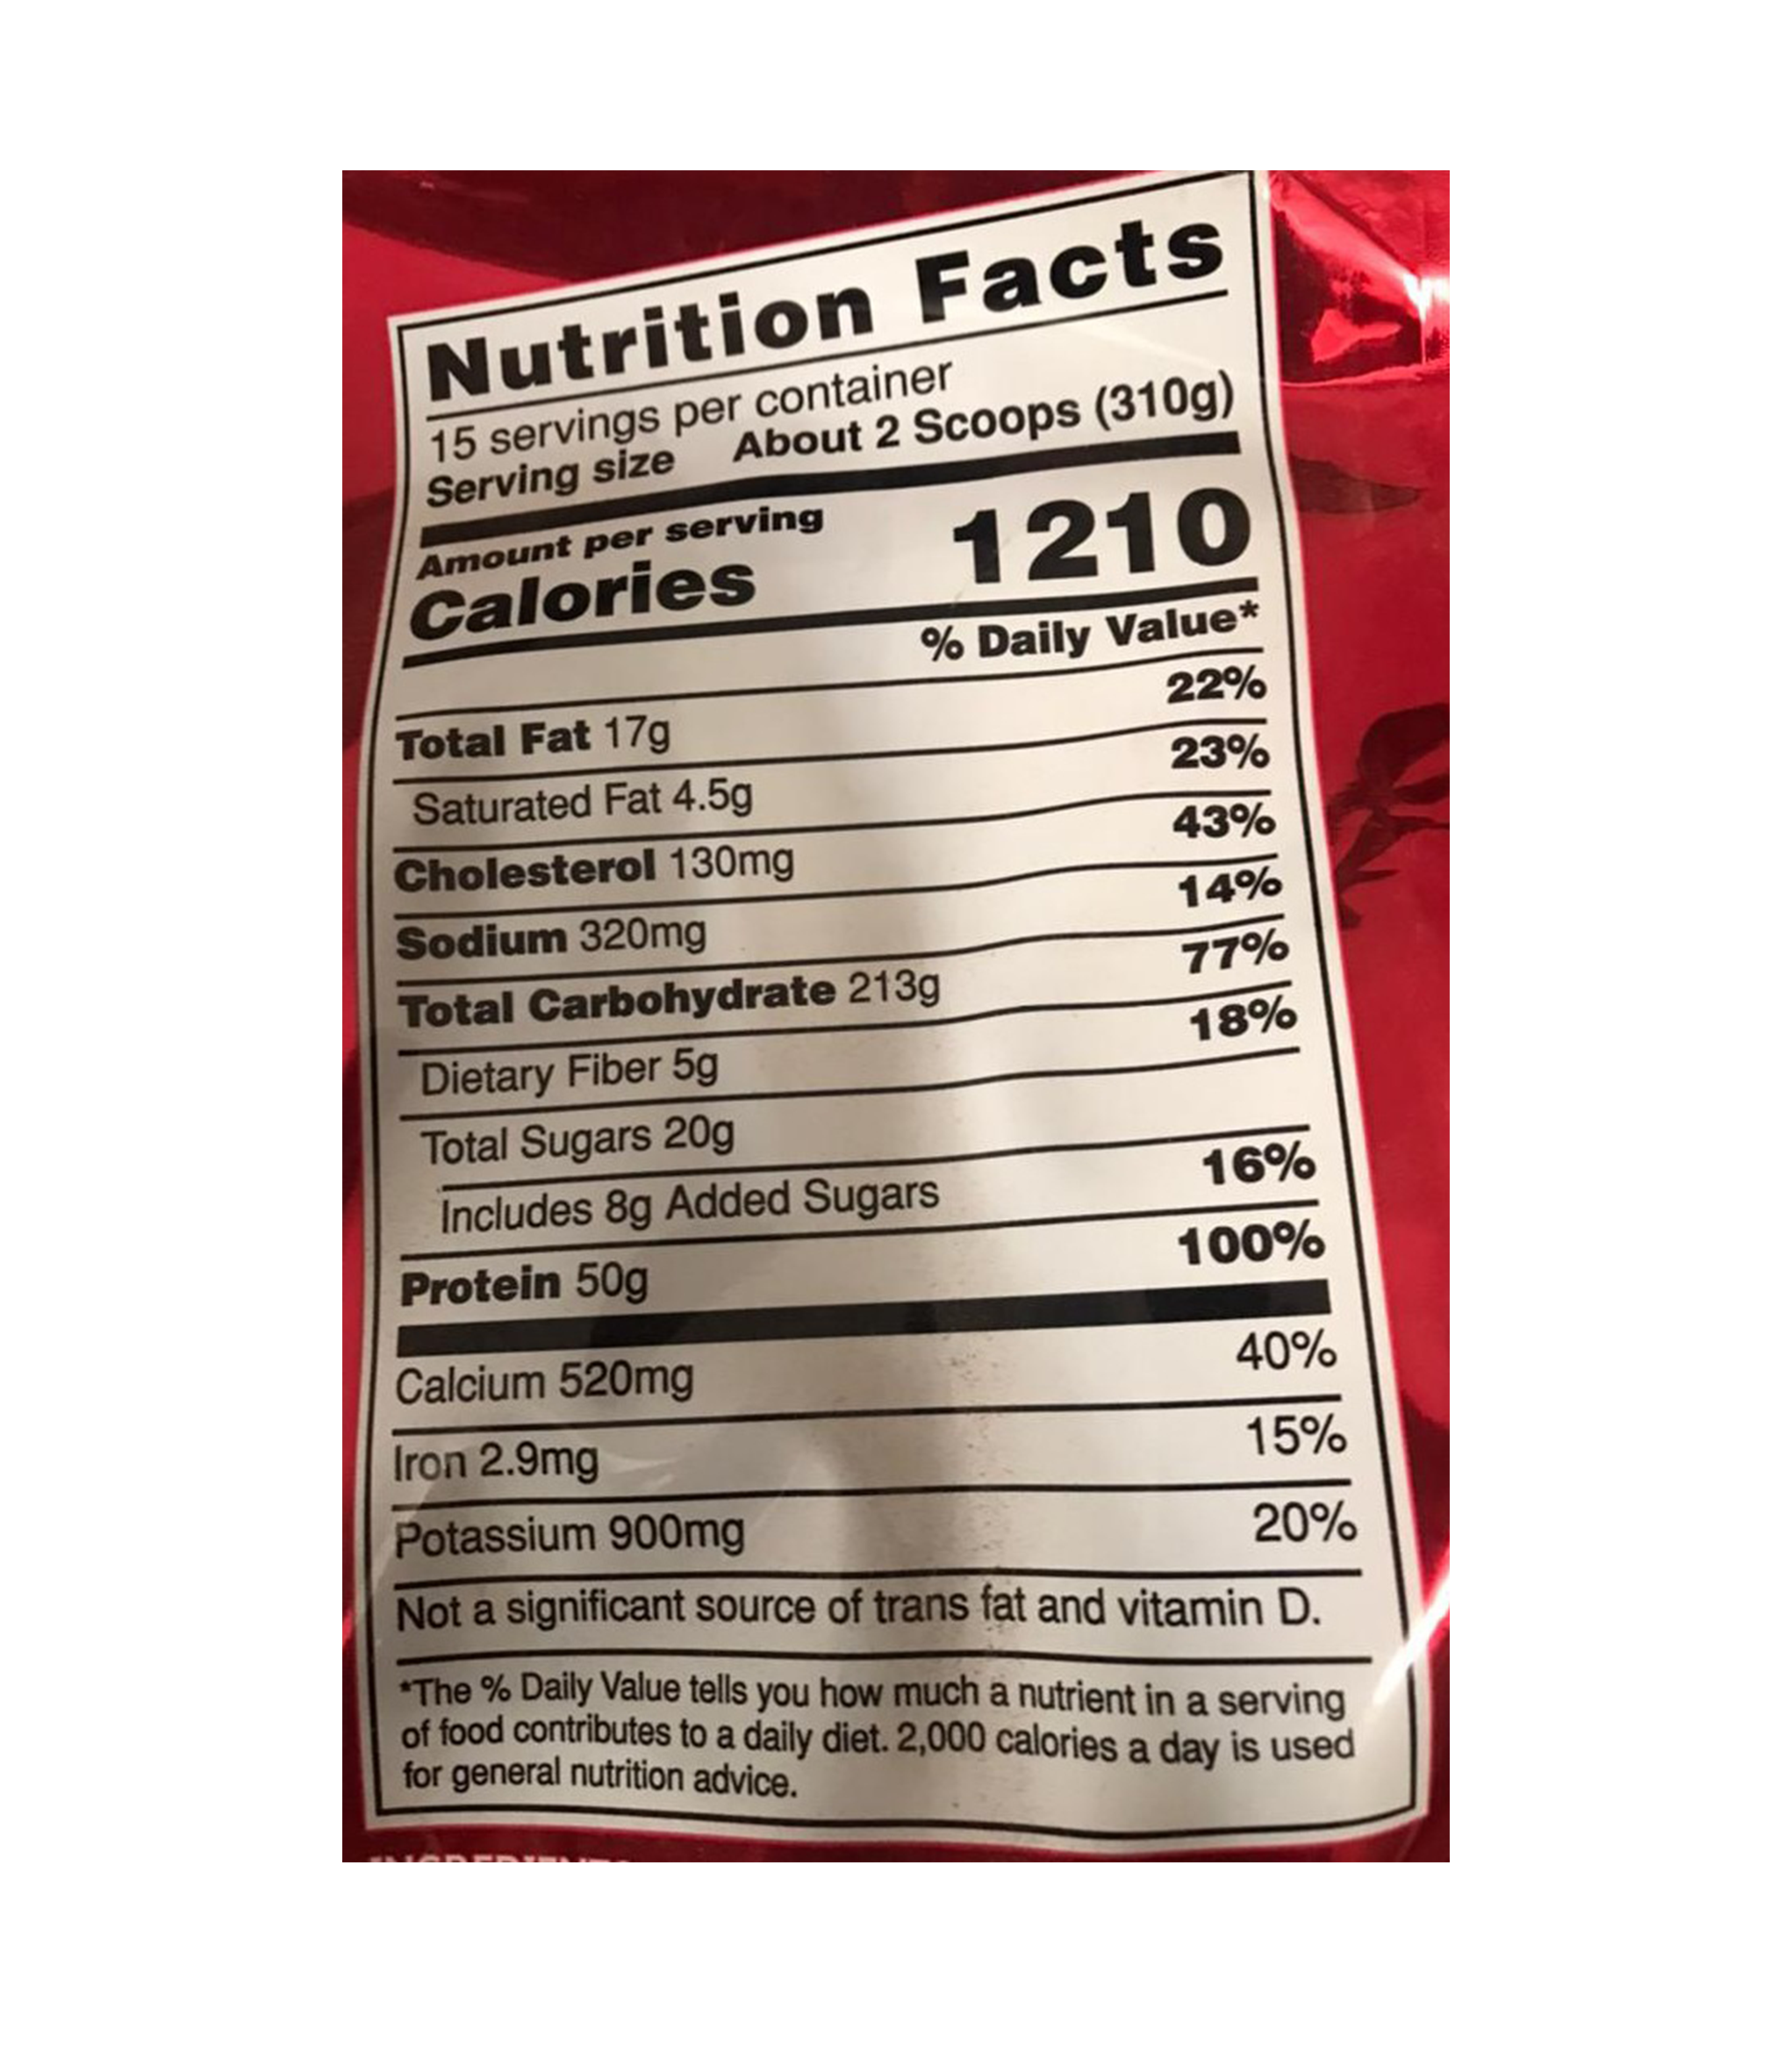 Nutrition Facts
15 servings per container
Serving size About 2 Scoops (310g)
Amount per serving
Calories 1210
% Daily Value*
Total Fat 17g 22%
Saturated Fat 4.5g 23%
Cholesterol 130mg 43%
Sodium 320mg 14%
Total Carbohydrate 213g 77%
Dietary Fiber 5g 18%
Total Sugars 20g
Includes 8g Added Sugars 16%
Protein 50g 100%
Calcium 520mg 40%
Iron 2.9mg 15%
Potassium 900mg 20%
Not a significant source of trans fat and vitamin D.
*The % Daily Value tells you how much a nutrient in a serving
of food contributes to a daily diet. 2,000 calories a day is used
for general nutrition advice.